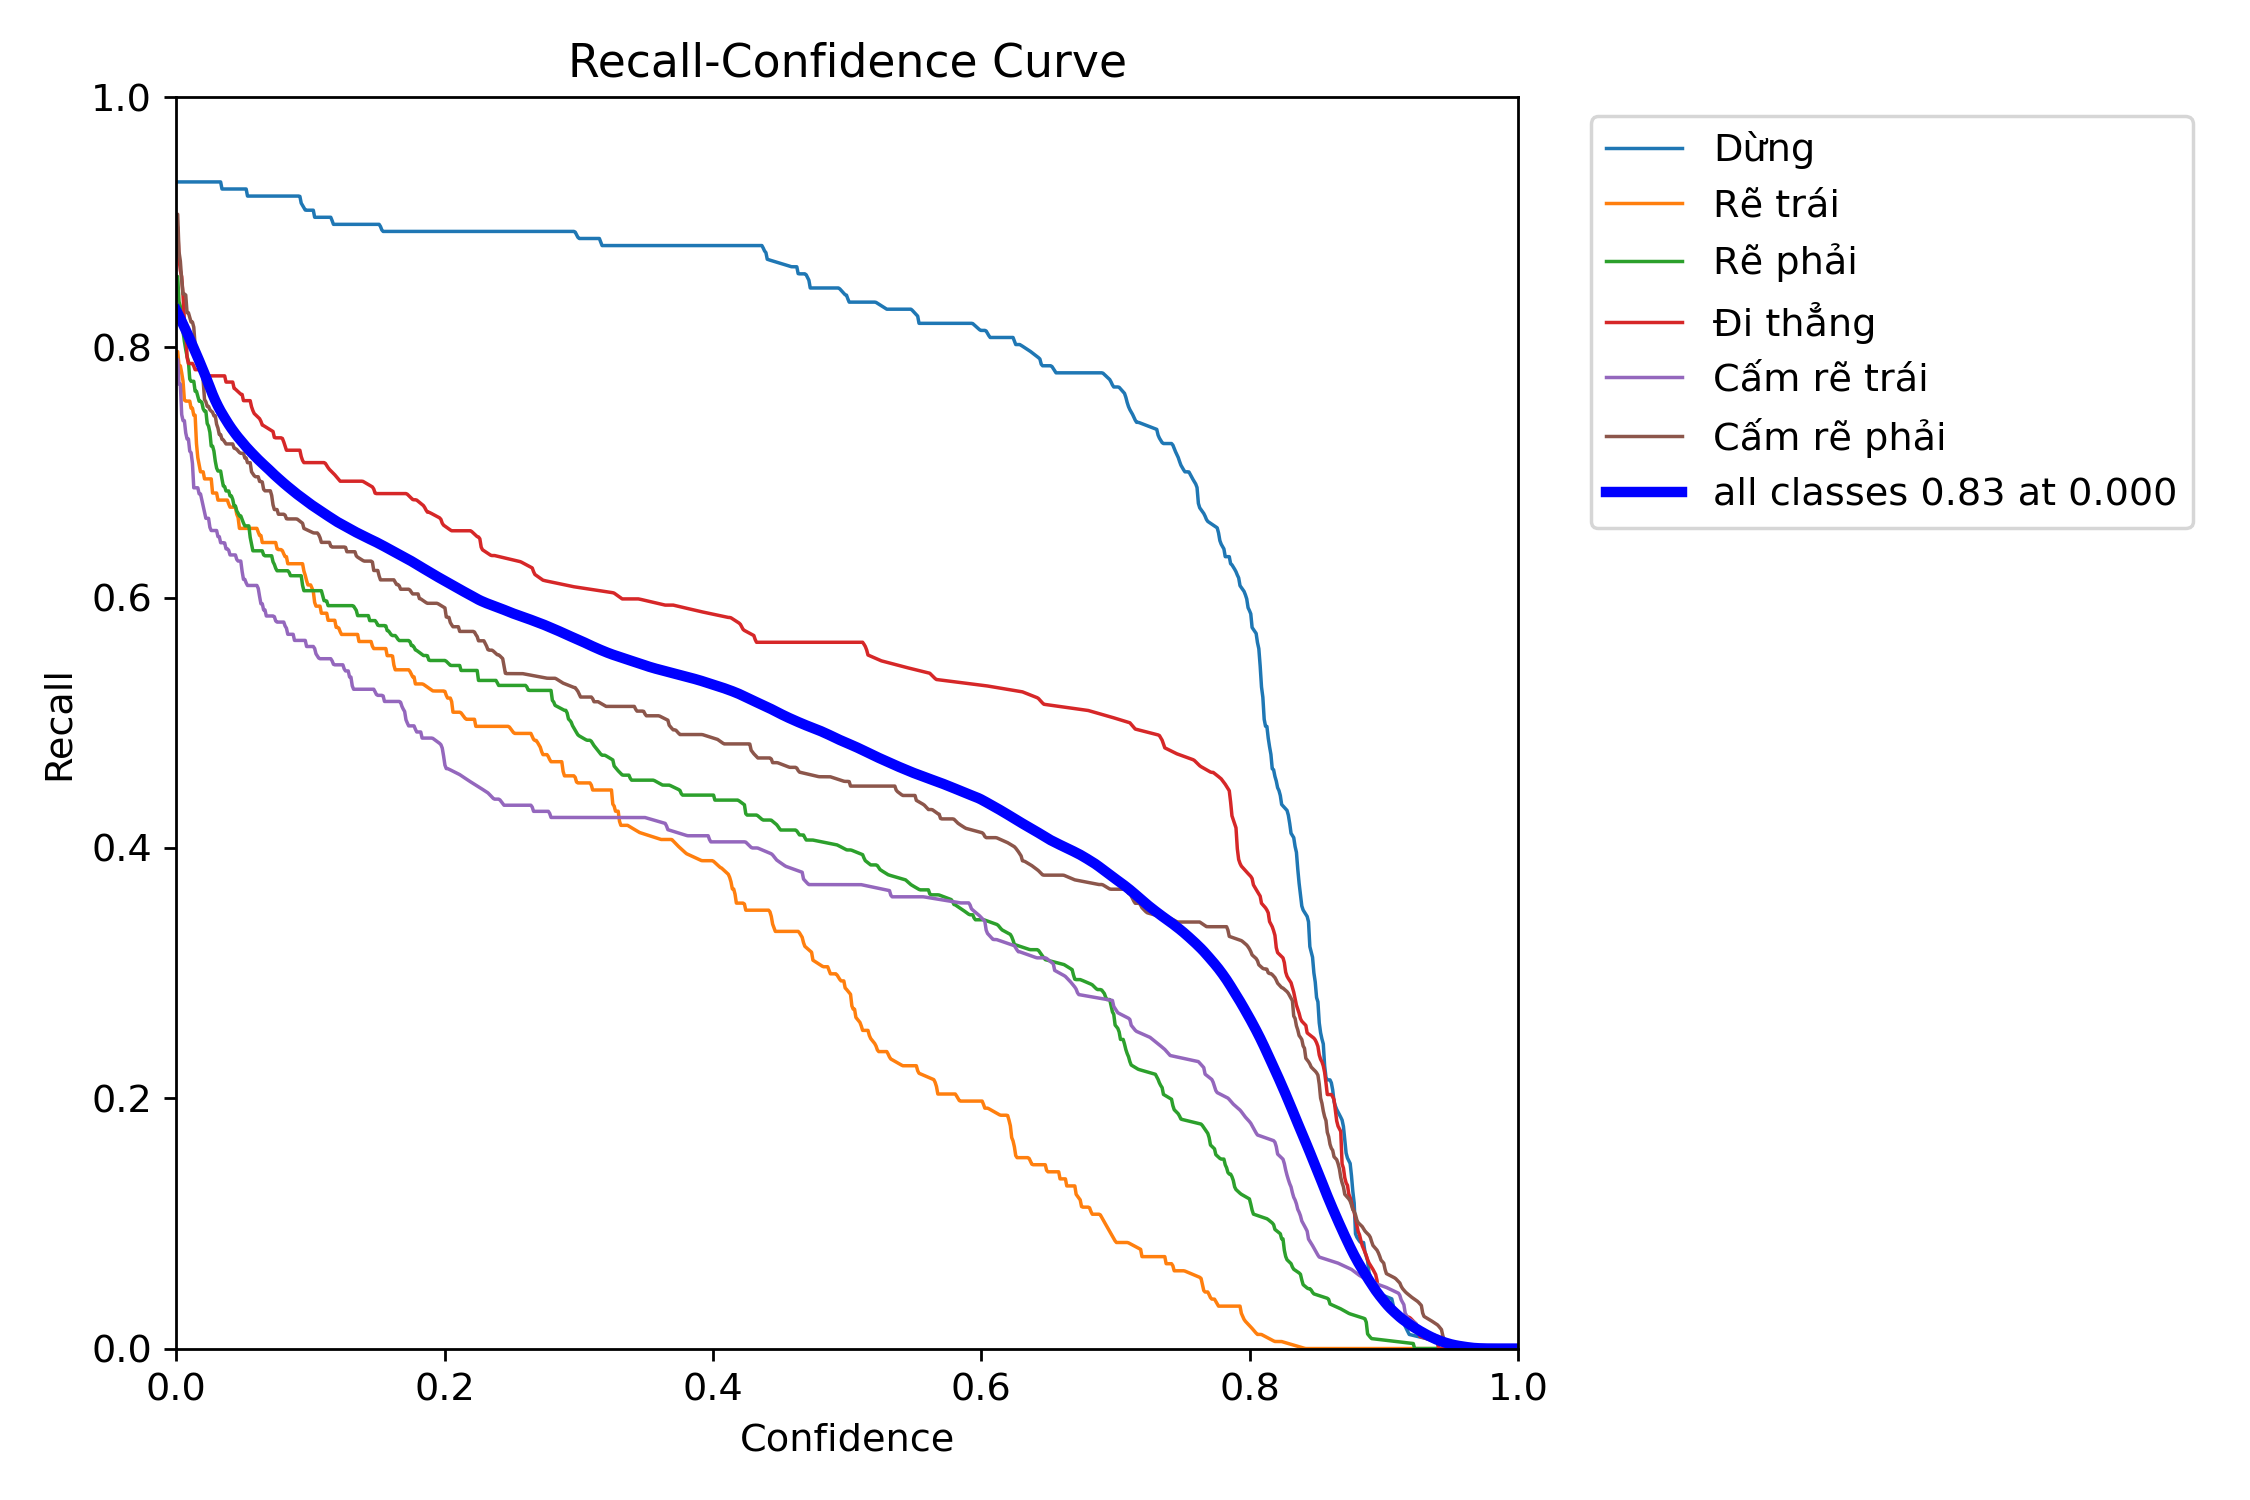 Recall-Confidence Curve
1.0
0.8
0.6
0.4
0.2
0.0
Recall
0.0 0.2 0.4 0.6 0.8 1.0
Confidence
Dừng
Rẽ trái
Rẽ phải
Đi thẳng
Cấm rẽ trái
Cấm rẽ phải
all classes 0.83 at 0.000